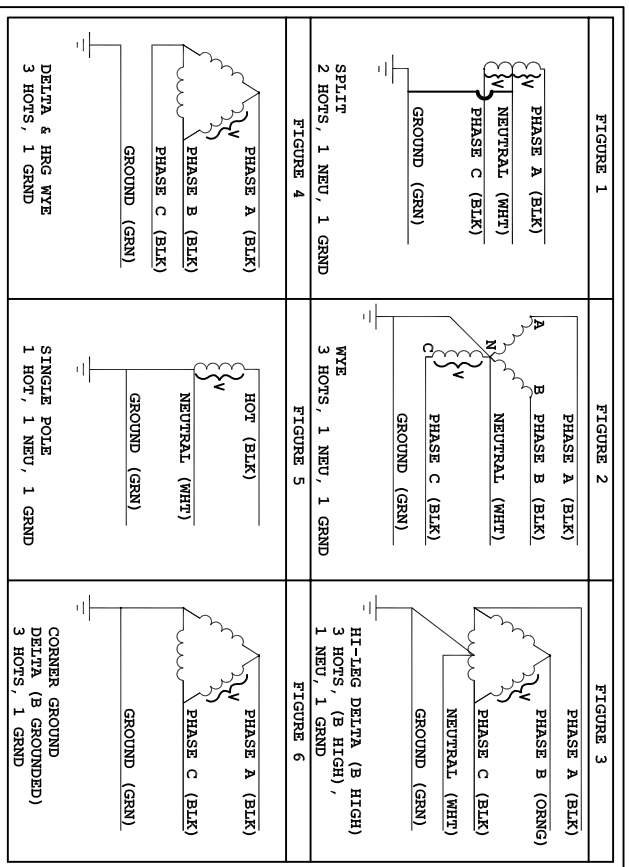 FIGURE 1
PHASE A (BLK)
V
NEUTRAL (WHT)
V
PHASE C (BLK)
GROUND (GRN)
SPLIT
2 HOTS, 1 NEU, 1 GRND
FIGURE 2
PHASE A (BLK)
A
B
PHASE B (BLK)
N
NEUTRAL (WHT)
V
C
PHASE C (BLK)
GROUND (GRN)
WYE
3 HOTS, 1 NEU, 1 GRND
FIGURE 3
PHASE A (BLK)
PHASE B (ORNG)
V
PHASE C (BLK)
NEUTRAL (WHT)
GROUND (GRN)
HI-LEG DELTA (B HIGH)
3 HOTS, (B HIGH),
1 NEU, 1 GRND
FIGURE 4
PHASE A (BLK)
V
PHASE B (BLK)
PHASE C (BLK)
GROUND (GRN)
DELTA & HRG WYE
3 HOTS, 1 GRND
FIGURE 5
HOT (BLK)
V
NEUTRAL (WHT)
GROUND (GRN)
SINGLE POLE
1 HOT, 1 NEU, 1 GRND
FIGURE 6
PHASE A (BLK)
V
PHASE C (BLK)
GROUND (GRN)
CORNER GROUND
DELTA (B GROUNDED)
3 HOTS, 1 GRND